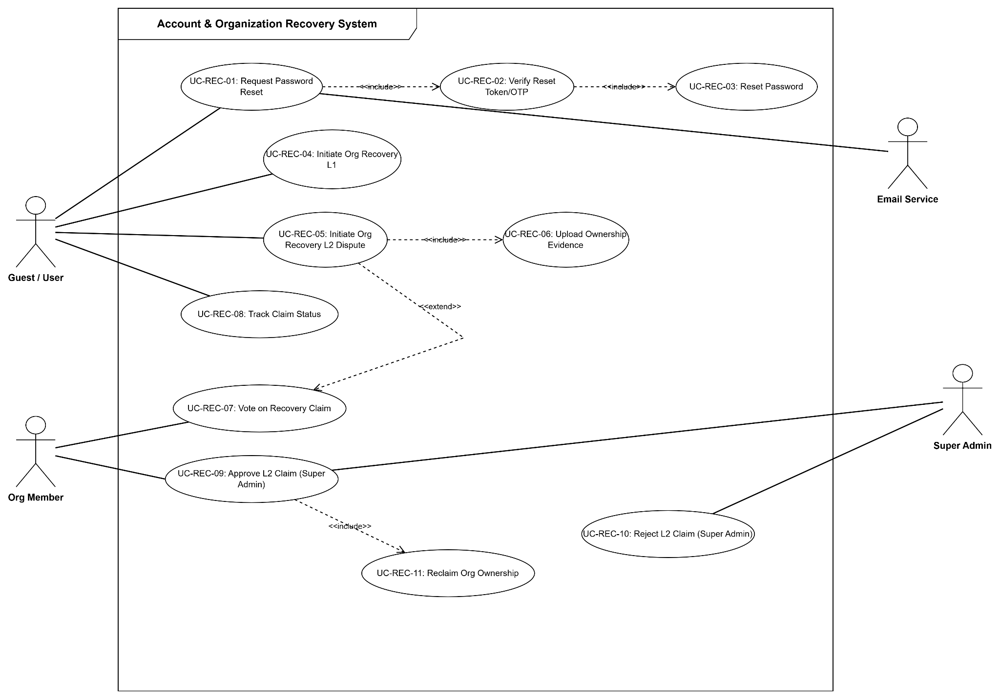 Account & Organization Recovery System
UC-REC-01: Request Password
Reset
<<include>>
UC-REC-02: Verify Reset
Token/OTP
<<include>>
UC-REC-03: Reset Password
UC-REC-04: Initiate Org Recovery
L1
Email Service
UC-REC-05: Initiate Org
Recovery L2 Dispute
<<include>>
UC-REC-06: Upload Ownership
Evidence
Guest / User
<<extend>>
UC-REC-08: Track Claim Status
UC-REC-07: Vote on Recovery Claim
Super Admin
UC-REC-09: Approve L2 Claim (Super
Admin)
Org Member
<<include>>
UC-REC-10: Reject L2 Claim (Super Admin)
UC-REC-11: Reclaim Org Ownership